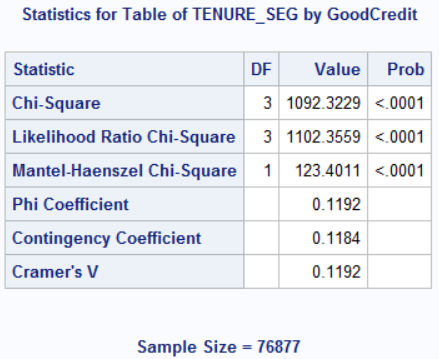 Statistics for Table of TENURE_SEG by GoodCredit
Statistic DF Value Prob
Chi-Square 3 1092.3229 <.0001
Likelihood Ratio Chi-Square 3 1102.3559 <.0001
Mantel-Haenszel Chi-Square 1 123.4011 <.0001
Phi Coefficient 0.1192
Contingency Coefficient 0.1184
Cramer's V 0.1192
Sample Size = 76877